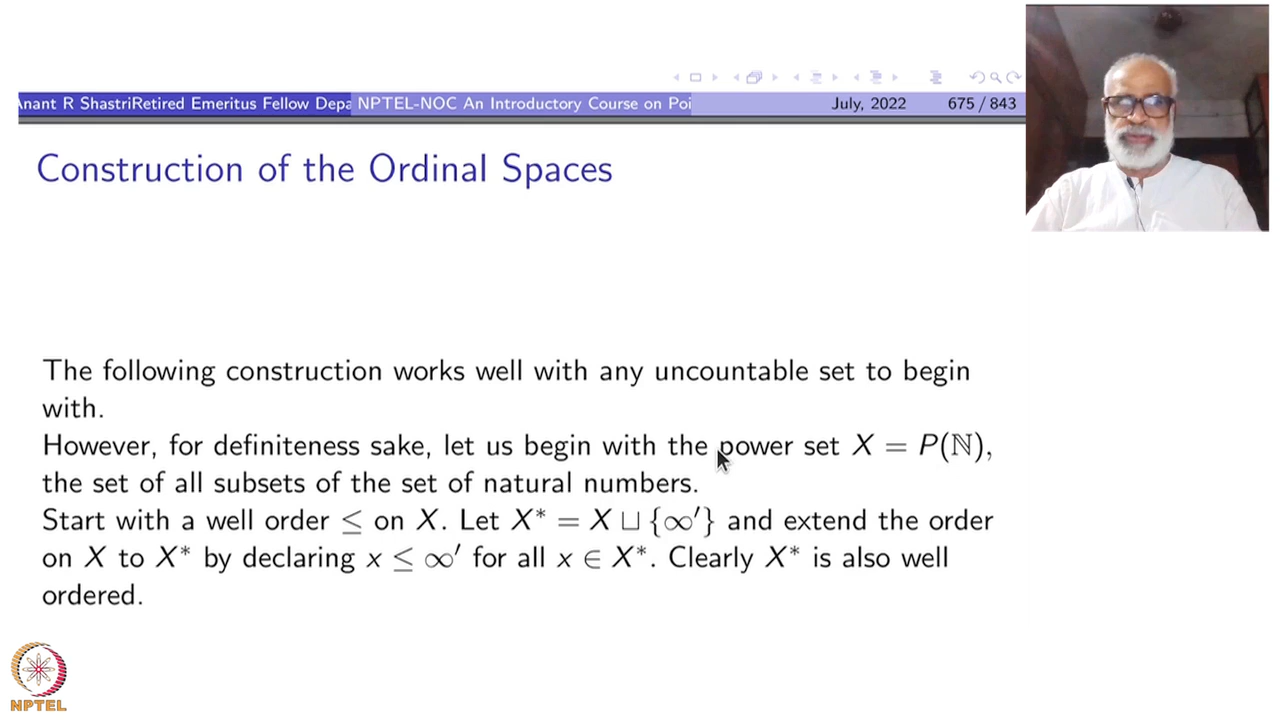 Anant R ShastriRetired Emeritus Fellow Depa NPTEL-NOC An Introductory Course on Poi July, 2022 675 / 843
Construction of the Ordinal Spaces
The following construction works well with any uncountable set to begin
with.
However, for definiteness sake, let us begin with the power set X = P(ℕ),
the set of all subsets of the set of natural numbers.
Start with a well order ≤ on X. Let X* = X ⊔ {∞′} and extend the order
on X to X* by declaring x ≤ ∞′ for all x ∈ X*. Clearly X* is also well
ordered.
NPTEL